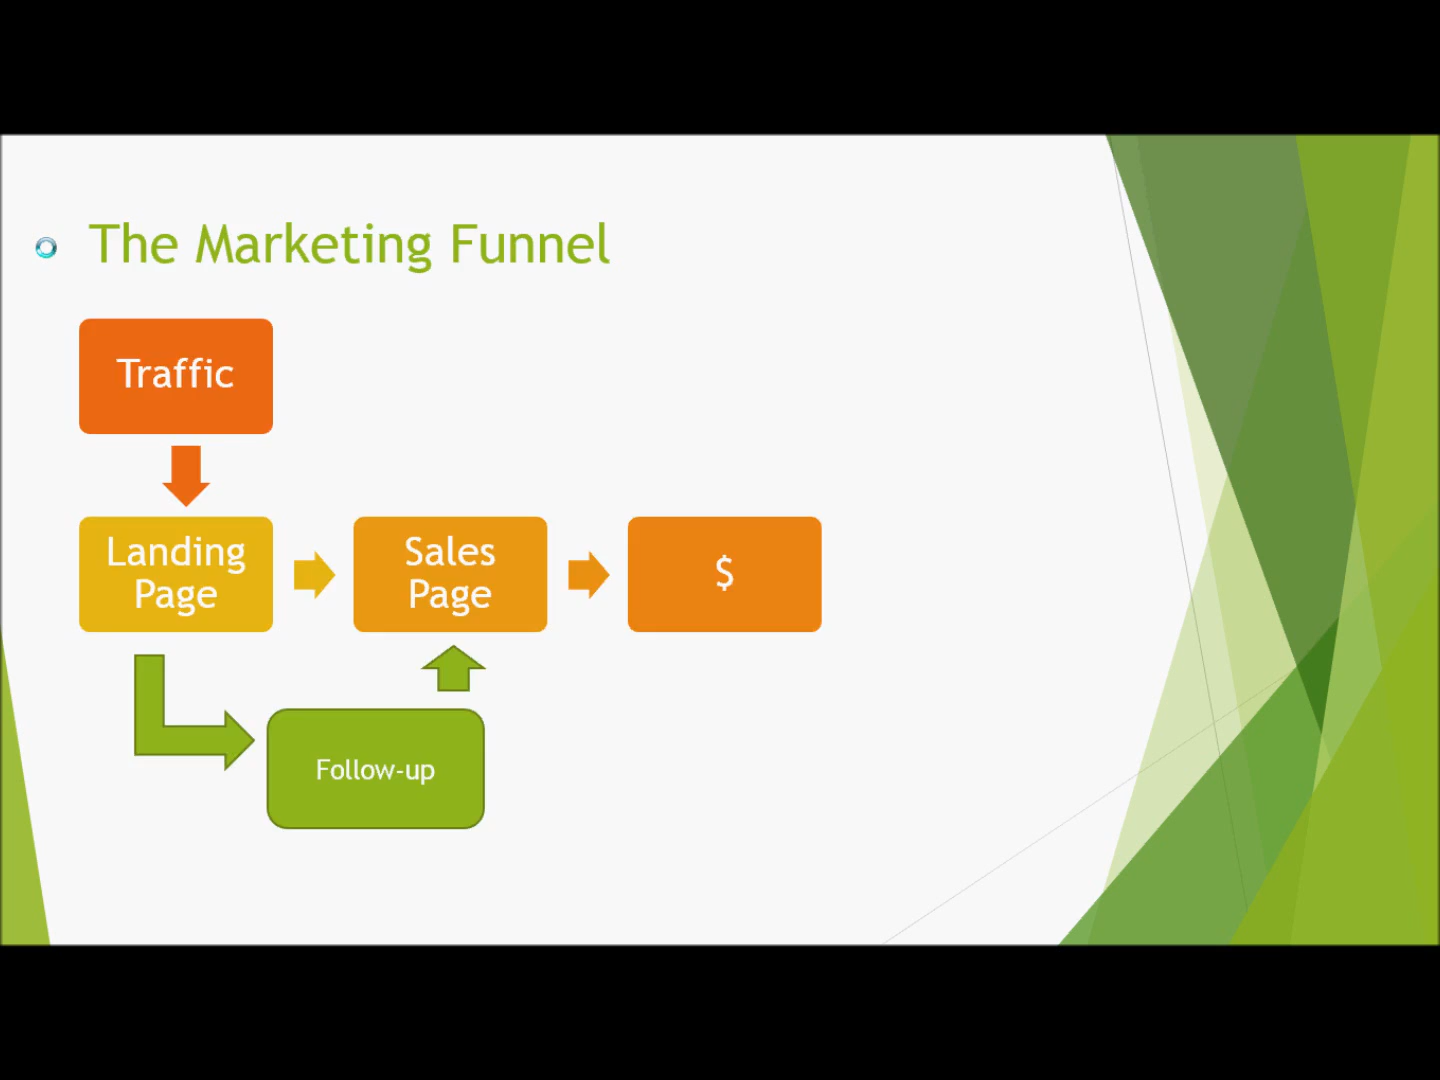 The Marketing Funnel
Traffic
Landing
Page
Sales
Page
$
Follow-up